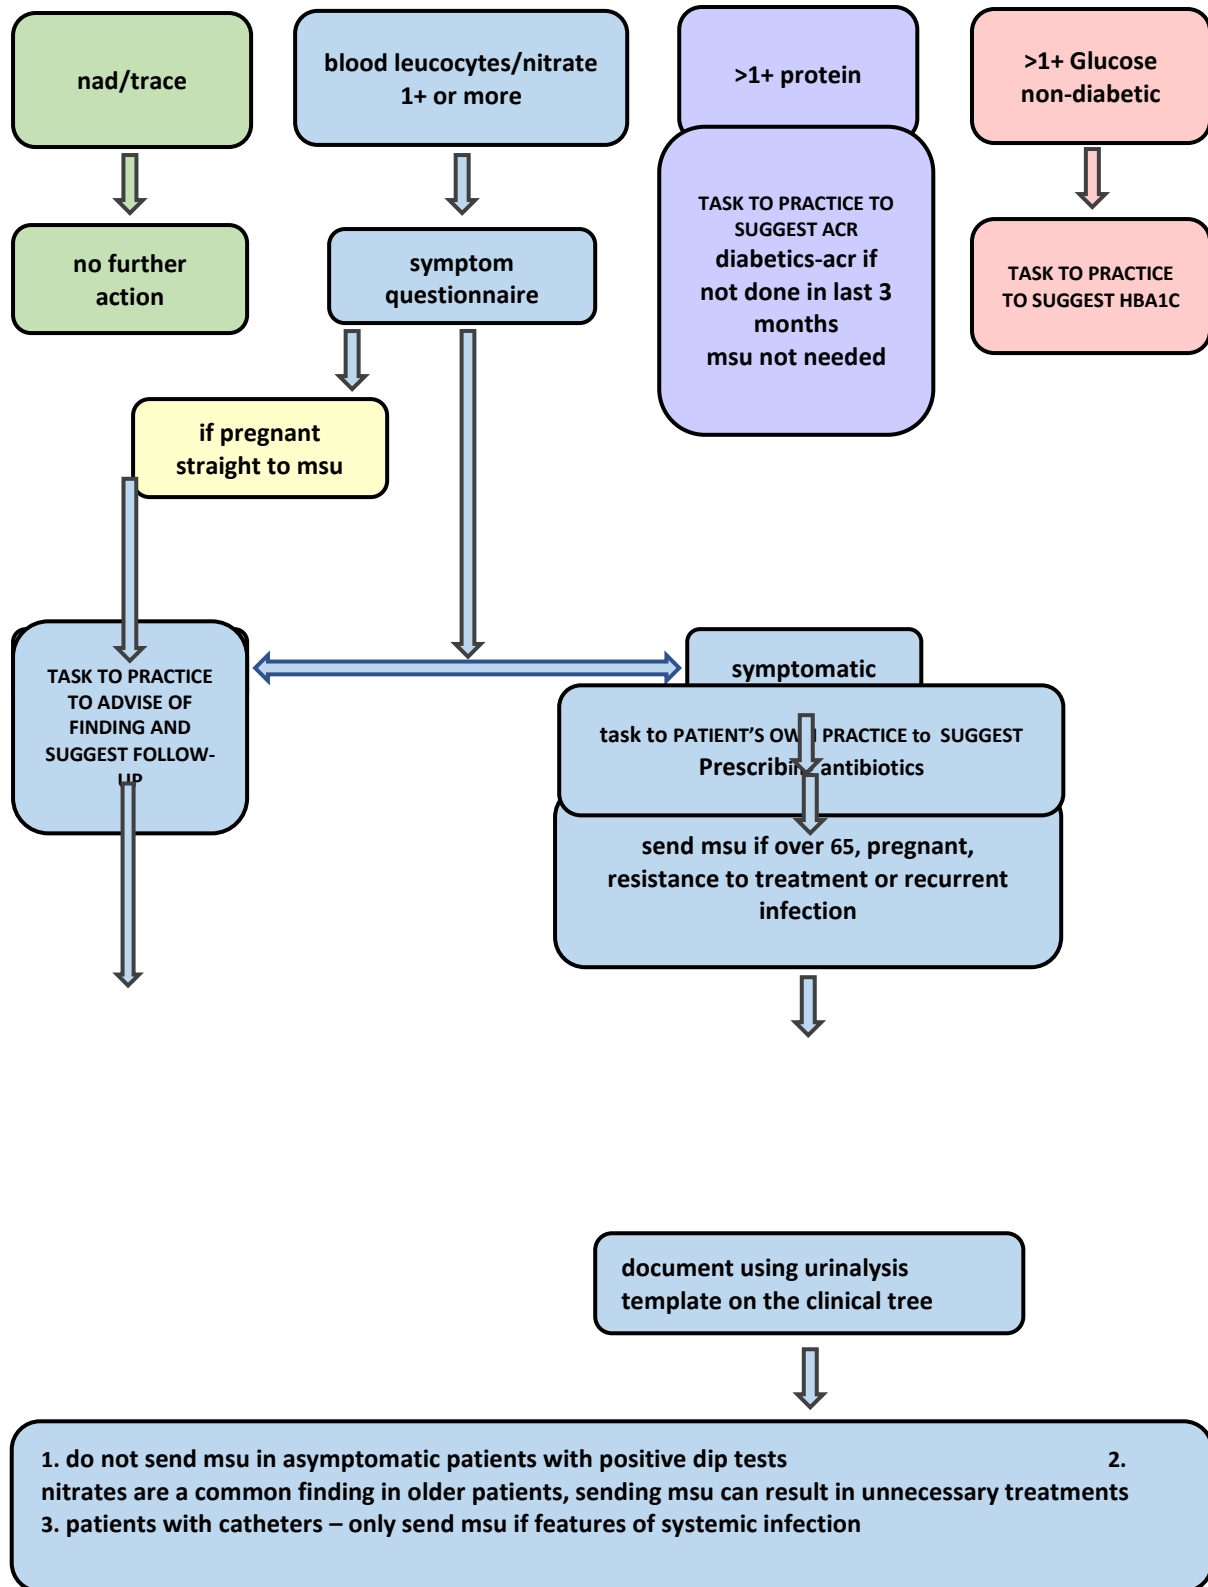 nad/trace
blood leucocytes/nitrate
1+ or more
>1+ protein
>1+ Glucose
non-diabetic
no further
action
symptom
questionnaire
TASK TO PRACTICE TO
SUGGEST ACR
diabetics-acr if
not done in last 3
months
msu not needed
TASK TO PRACTICE
TO SUGGEST HBA1C
if pregnant
straight to msu
TASK TO PRACTICE
TO ADVISE OF
FINDING AND
SUGGEST FOLLOW-
UP
symptomatic
task to PATIENT'S OWN PRACTICE to SUGGEST
Prescribing antibiotics
send msu if over 65, pregnant,
resistance to treatment or recurrent
infection
document using urinalysis
template on the clinical tree
1. do not send msu in asymptomatic patients with positive dip tests 2.
nitrates are a common finding in older patients, sending msu can result in unnecessary treatments
3. patients with catheters – only send msu if features of systemic infection